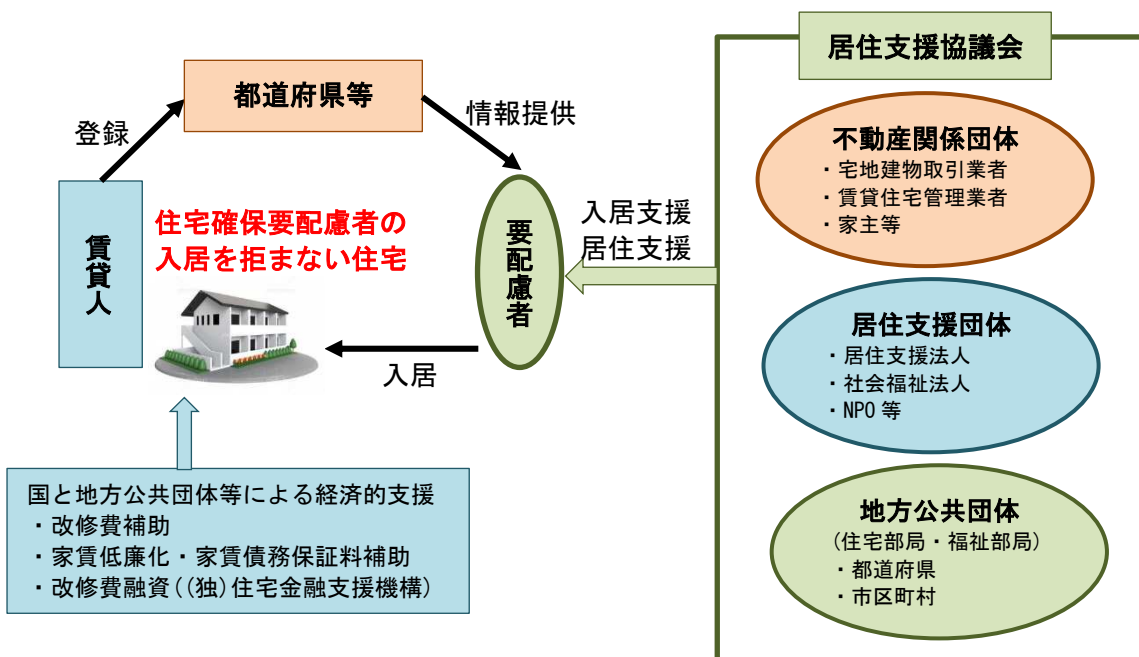 都道府県等
登録
情報提供
賃貸人
住宅確保要配慮者の
入居を拒まない住宅
要配慮者
入居
国と地方公共団体等による経済的支援
・改修費補助
・家賃低廉化・家賃債務保証料補助
・改修費融資((独)住宅金融支援機構)
入居支援
居住支援
居住支援協議会
不動産関係団体
・宅地建物取引業者
・賃貸住宅管理業者
・家主等
居住支援団体
・居住支援法人
・社会福祉法人
・NPO等
地方公共団体
(住宅部局・福祉部局)
・都道府県
・市区町村